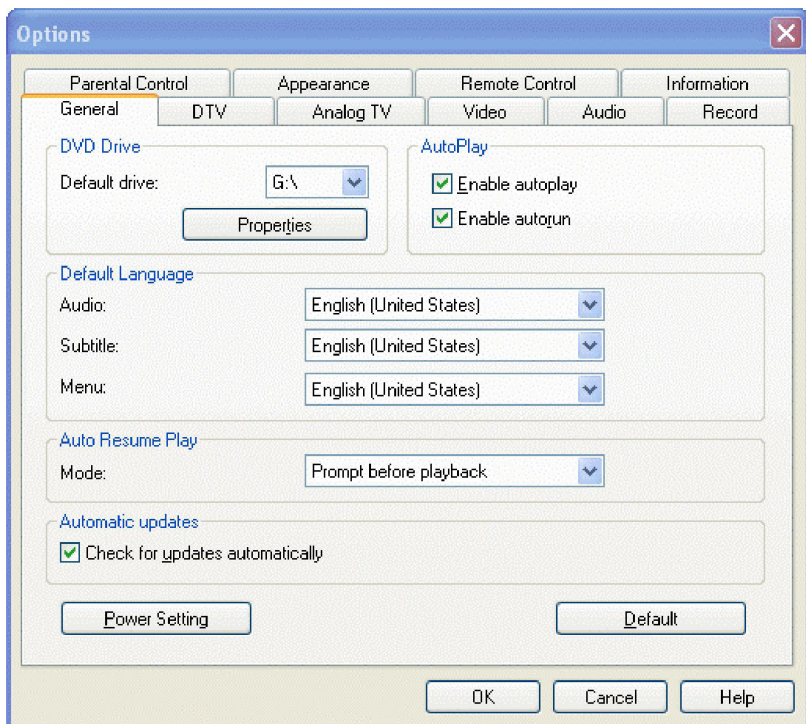 Options
Parental Control Appearance Remote Control Information
General DTV Analog TV Video Audio Record
DVD Drive
Default drive: G:\
Properties
AutoPlay
Enable autoplay
Enable autorun
Default Language
Audio: English (United States)
Subtitle: English (United States)
Menu: English (United States)
Auto Resume Play
Mode: Prompt before playback
Automatic updates
Check for updates automatically
Power Setting Default
OK Cancel Help